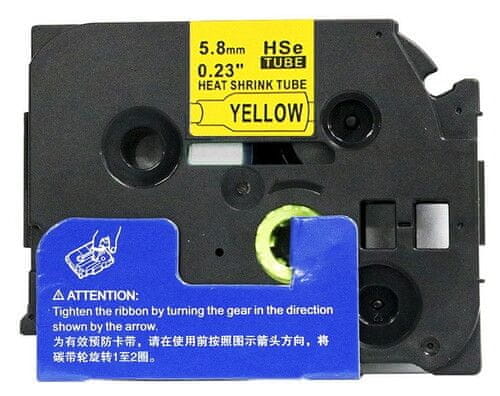 5.8mm HSe
TUBE
0.23"
HEAT SHRINK TUBE
YELLOW
⚠ ATTENTION:
Tighten the ribbon by turning the gear in the direction
shown by the arrow.
为有效预防卡带，请在使用前按照图示箭头方向，将
碳带轮旋转1至2圈。